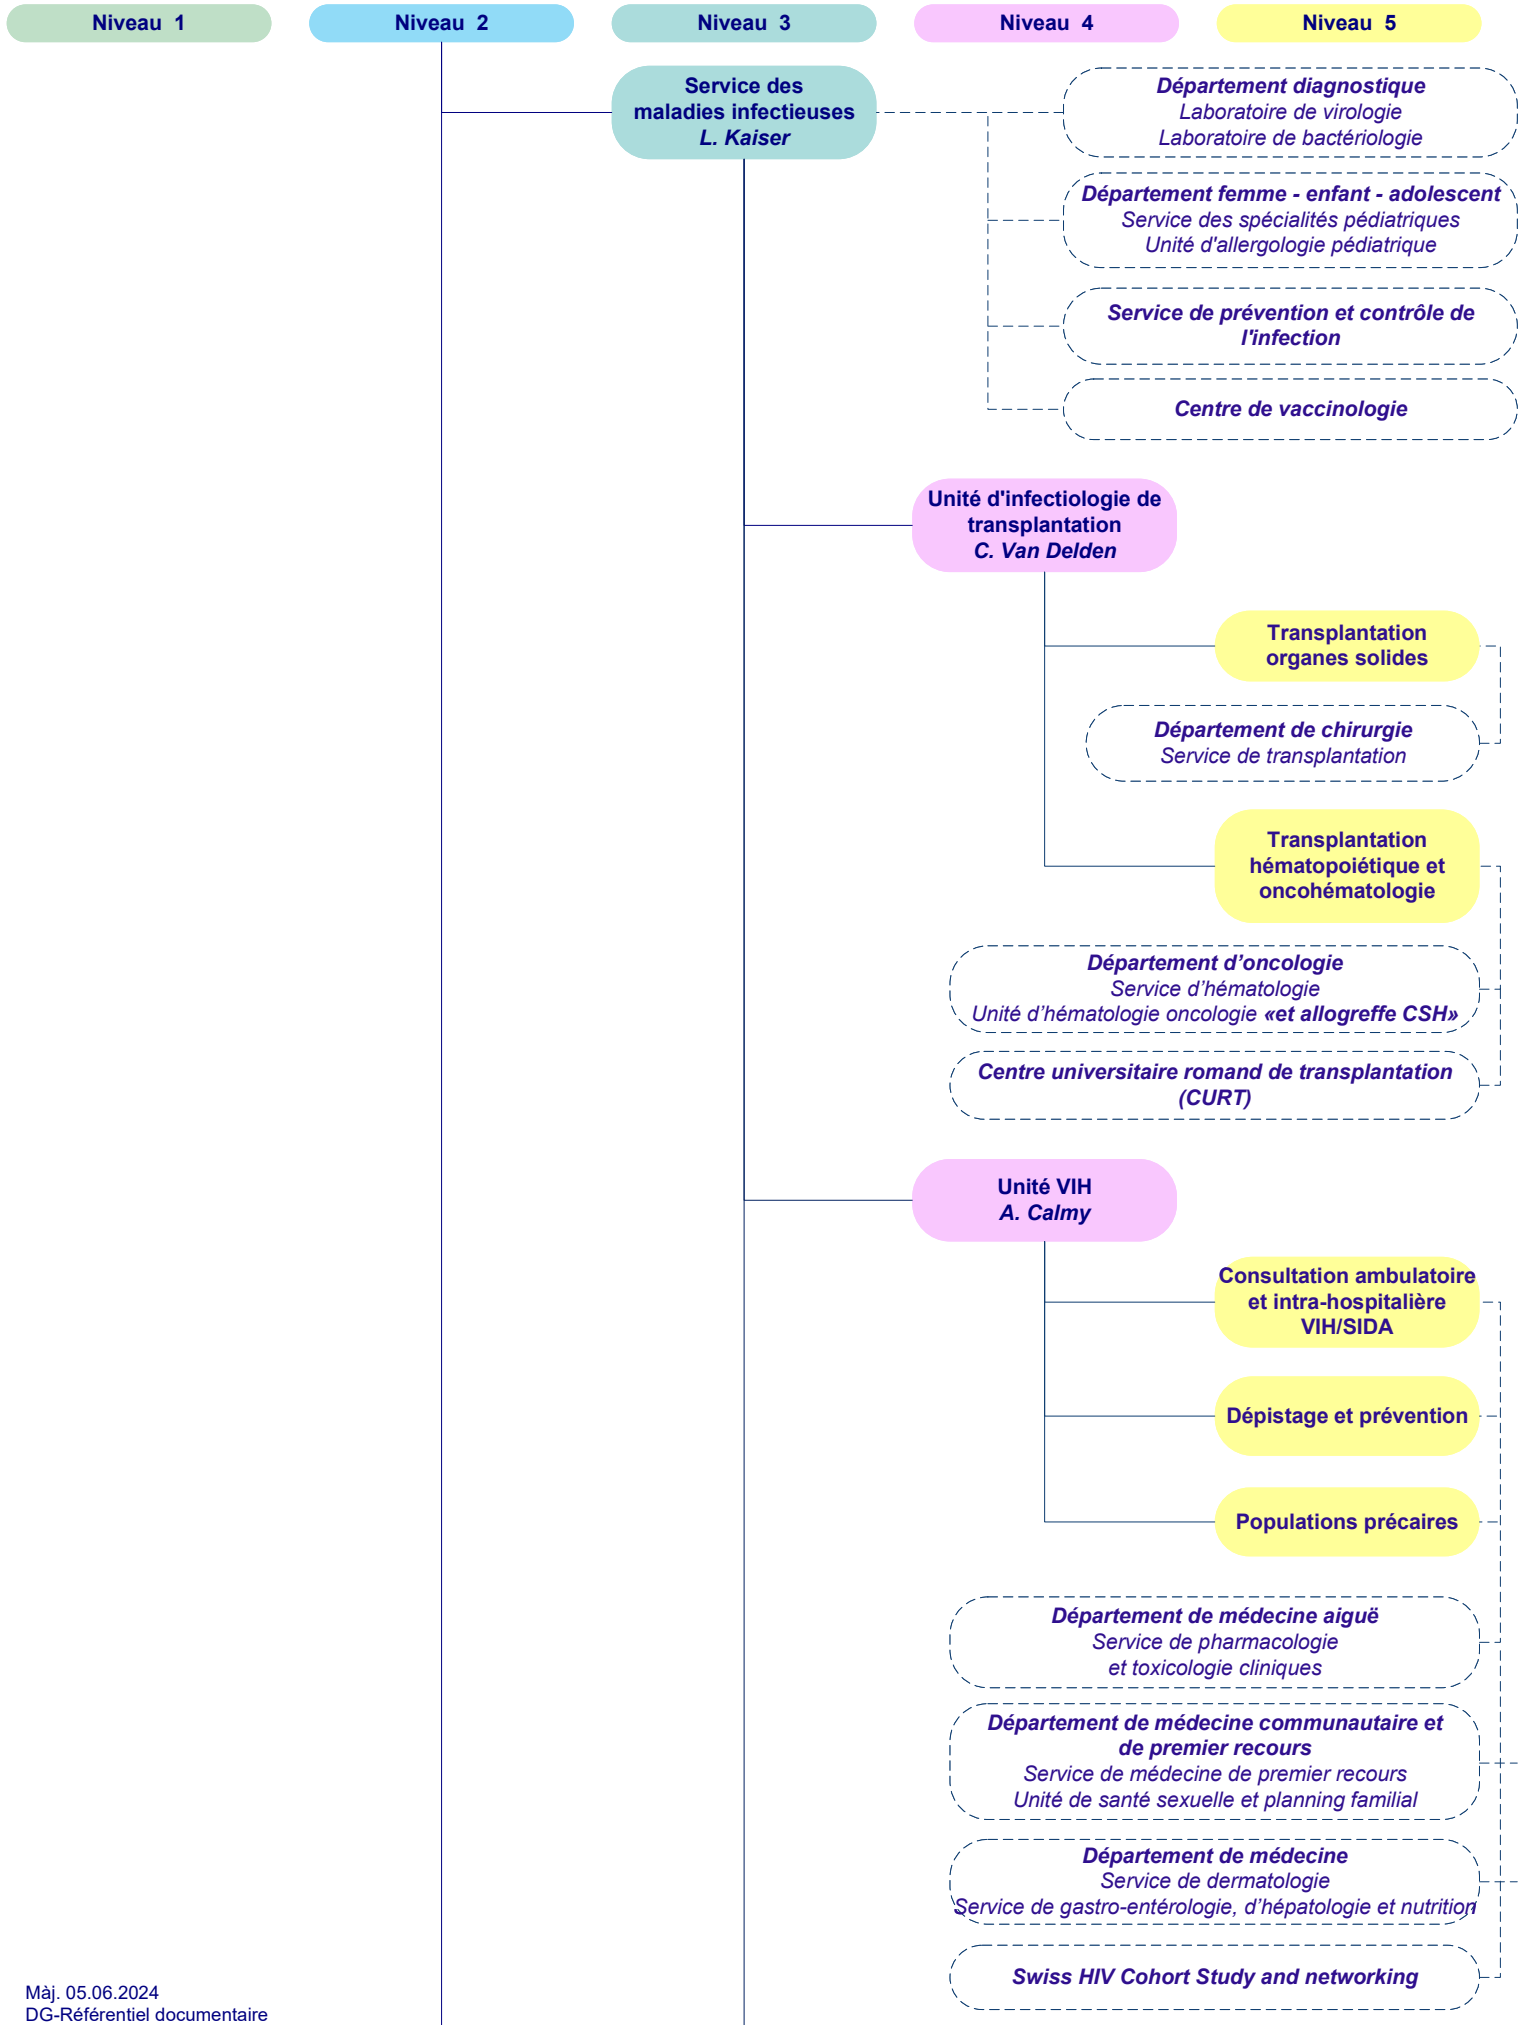 Niveau 1
Niveau 2
Niveau 3
Niveau 4
Niveau 5
Service des
maladies infectieuses
L. Kaiser
Département diagnostique
Laboratoire de virologie
Laboratoire de bactériologie
Département femme - enfant - adolescent
Service des spécialités pédiatriques
Unité d'allergologie pédiatrique
Service de prévention et contrôle de
l'infection
Centre de vaccinologie
Unité d'infectiologie de
transplantation
C. Van Delden
Transplantation
organes solides
Département de chirurgie
Service de transplantation
Transplantation
hématopoiétique et
oncohématologie
Département d’oncologie
Service d’hématologie
Unité d’hématologie oncologie «et allogreffe CSH»
Centre universitaire romand de transplantation
(CURT)
Unité VIH
A. Calmy
Consultation ambulatoire
et intra-hospitalière
VIH/SIDA
Dépistage et prévention
Populations précaires
Département de médecine aiguë
Service de pharmacologie
et toxicologie cliniques
Département de médecine communautaire et
de premier recours
Service de médecine de premier recours
Unité de santé sexuelle et planning familial
Département de médecine
Service de dermatologie
Service de gastro-entérologie, d’hépatologie et nutrition
Swiss HIV Cohort Study and networking
Màj. 05.06.2024
DG-Référentiel documentaire